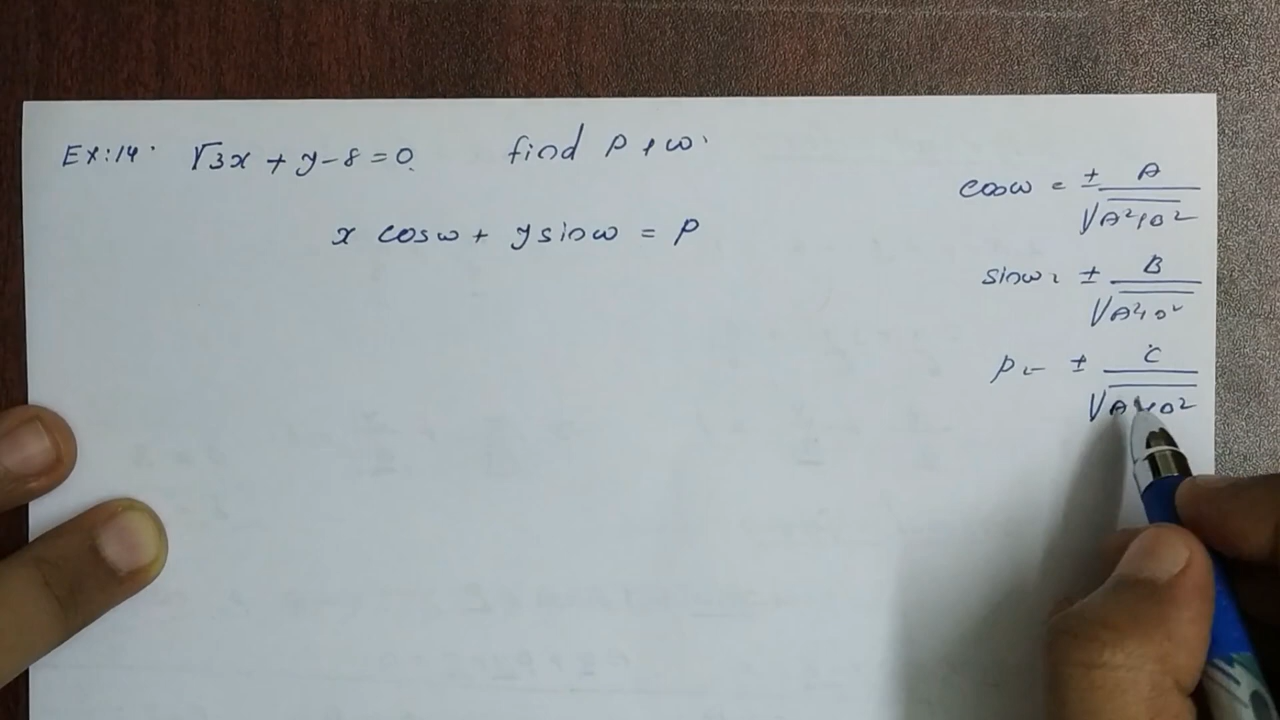 Ex:14. √3x + y - 8 = 0. find p & ω.
x cosω + y sinω = p
cosω = ± A / √A²+B²
sinω = ± B / √A²+B²
p = ± C / √A²+B²